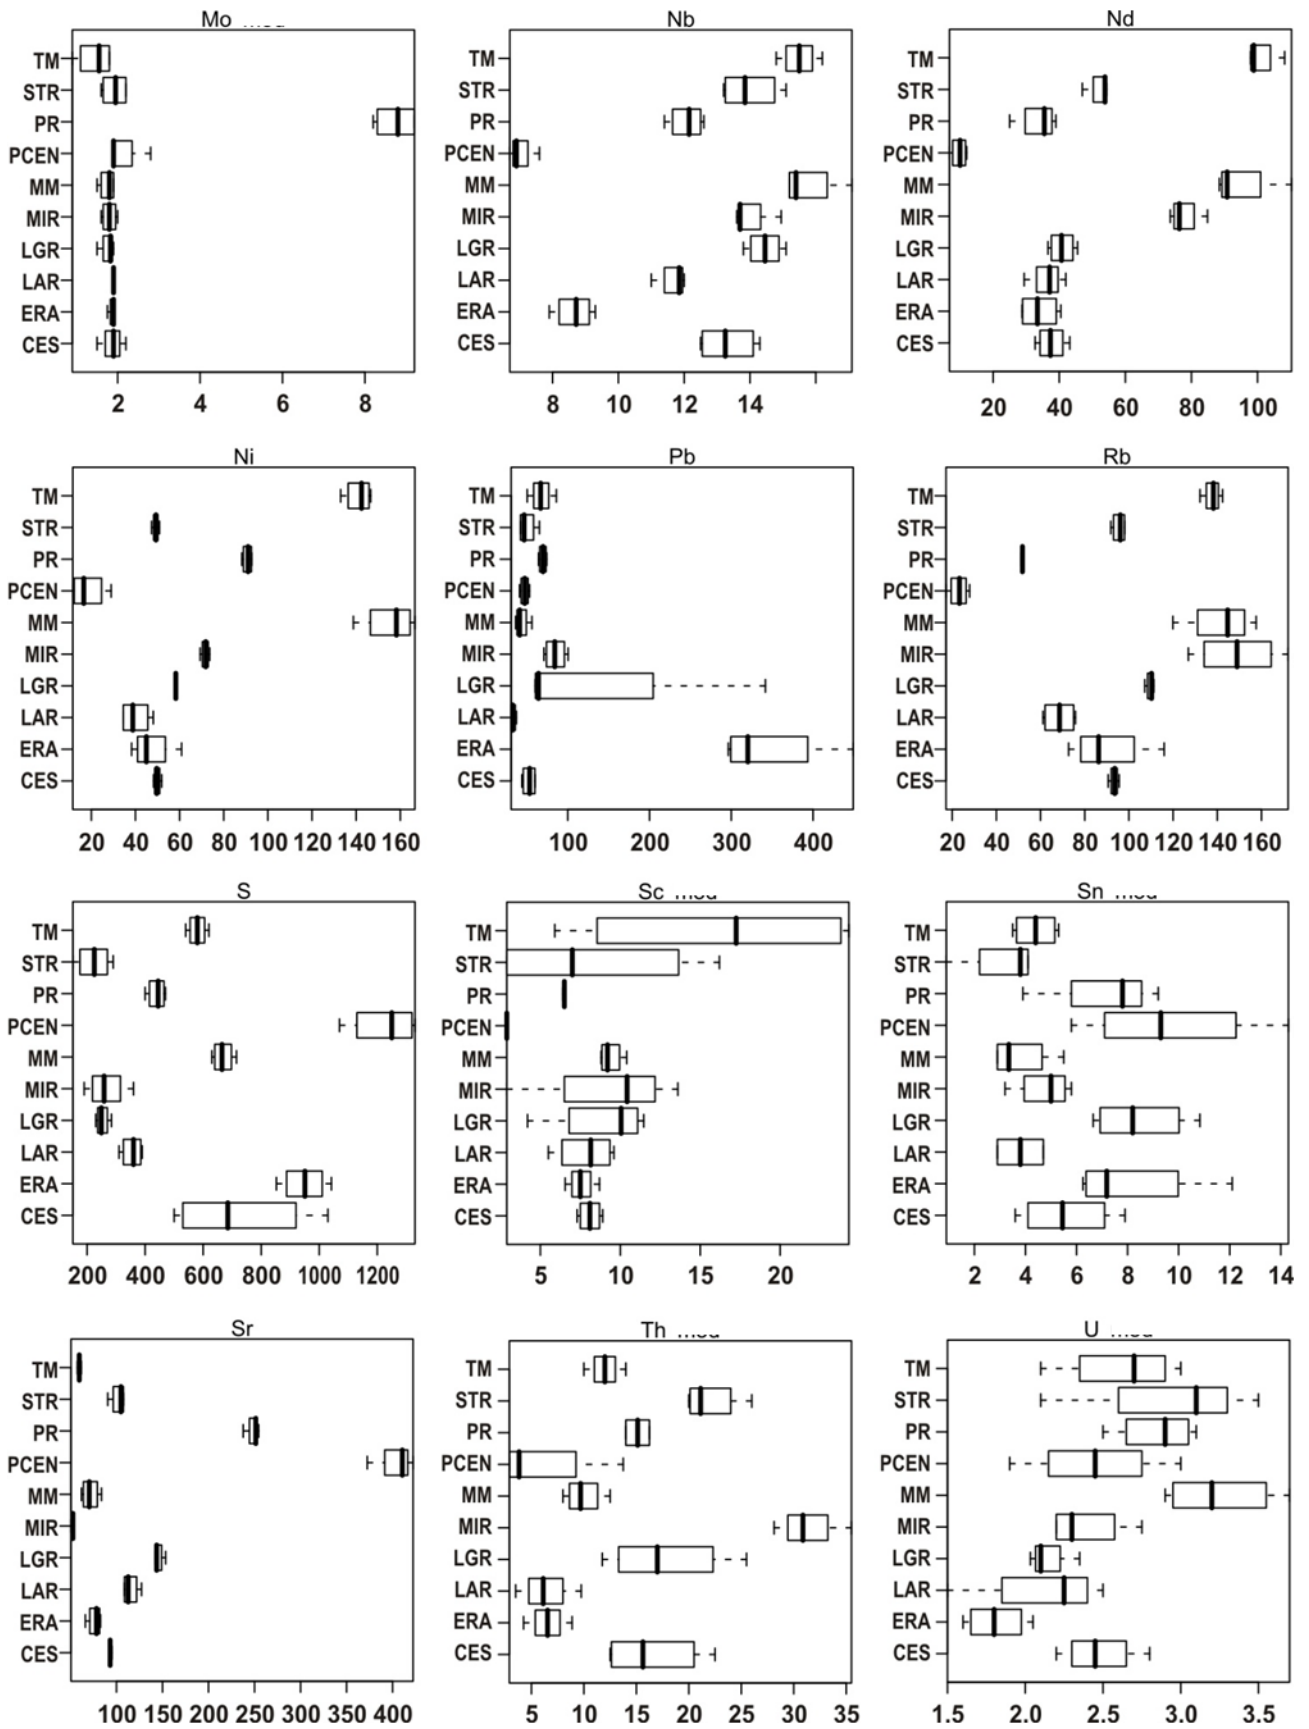 Mo
Nb
Nd
TM
STR
PR
PCEN
MM
MIR
LGR
LAR
ERA
CES
2 4 6 8
TM
STR
PR
PCEN
MM
MIR
LGR
LAR
ERA
CES
8 10 12 14
TM
STR
PR
PCEN
MM
MIR
LGR
LAR
ERA
CES
20 40 60 80 100
Ni
Pb
Rb
TM
STR
PR
PCEN
MM
MIR
LGR
LAR
ERA
CES
20 40 60 80 100 120 140 160
TM
STR
PR
PCEN
MM
MIR
LGR
LAR
ERA
CES
100 200 300 400
TM
STR
PR
PCEN
MM
MIR
LGR
LAR
ERA
CES
20 40 60 80 100 120 140 160
S
Sc
Sn
TM
STR
PR
PCEN
MM
MIR
LGR
LAR
ERA
CES
200 400 600 800 1000 1200
TM
STR
PR
PCEN
MM
MIR
LGR
LAR
ERA
CES
5 10 15 20
TM
STR
PR
PCEN
MM
MIR
LGR
LAR
ERA
CES
2 4 6 8 10 12 14
Sr
Th
U
TM
STR
PR
PCEN
MM
MIR
LGR
LAR
ERA
CES
100 150 200 250 300 350 400
TM
STR
PR
PCEN
MM
MIR
LGR
LAR
ERA
CES
5 10 15 20 25 30 35
TM
STR
PR
PCEN
MM
MIR
LGR
LAR
ERA
CES
1.5 2.0 2.5 3.0 3.5